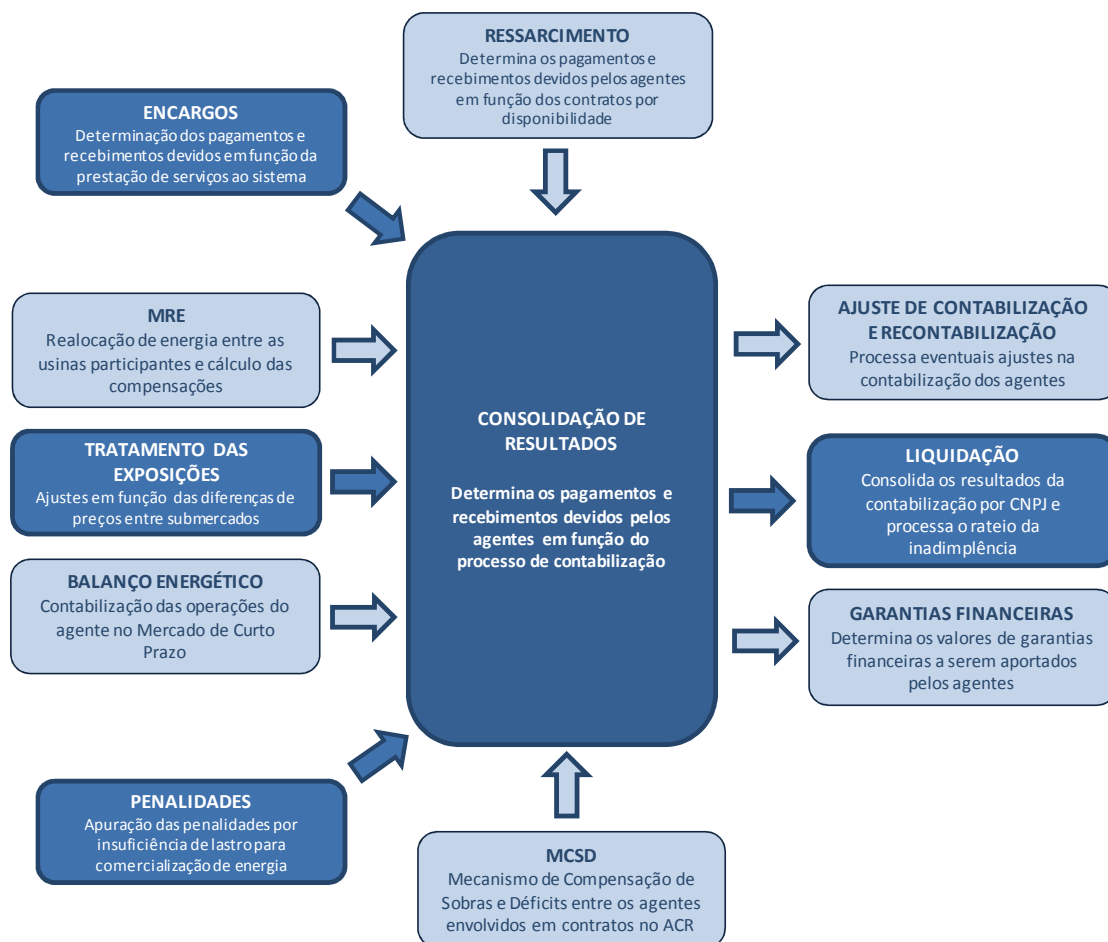 RESSARCIMENTO
Determina os pagamentos e
recebimentos devidos pelos agentes
em função dos contratos por
disponibilidade
ENCARGOS
Determinação dos pagamentos e
recebimentos devidos em função da
prestação de serviços ao sistema
MRE
Realocação de energia entre as
usinas participantes e cálculo das
compensações
TRATAMENTO DAS
EXPOSIÇÕES
Ajustes em função das diferenças de
preços entre submercados
BALANÇO ENERGÉTICO
Contabilização das operações do
agente no Mercado de Curto
Prazo
PENALIDADES
Apuração das penalidades por
insuficiência de lastro para
comercialização de energia
CONSOLIDAÇÃO DE
RESULTADOS
Determina os pagamentos e
recebimentos devidos pelos
agentes em função do
processo de contabilização
MCSD
Mecanismo de Compensação de
Sobras e Déficits entre os agentes
envolvidos em contratos no ACR
AJUSTE DE CONTABILIZAÇÃO
E RECONTABILIZAÇÃO
Processa eventuais ajustes na
contabilização dos agentes
LIQUIDAÇÃO
Consolida os resultados da
contabilização por CNPJ e
processa o rateio da
inadimplência
GARANTIAS FINANCEIRAS
Determina os valores de garantias
financeiras a serem aportados
pelos agentes